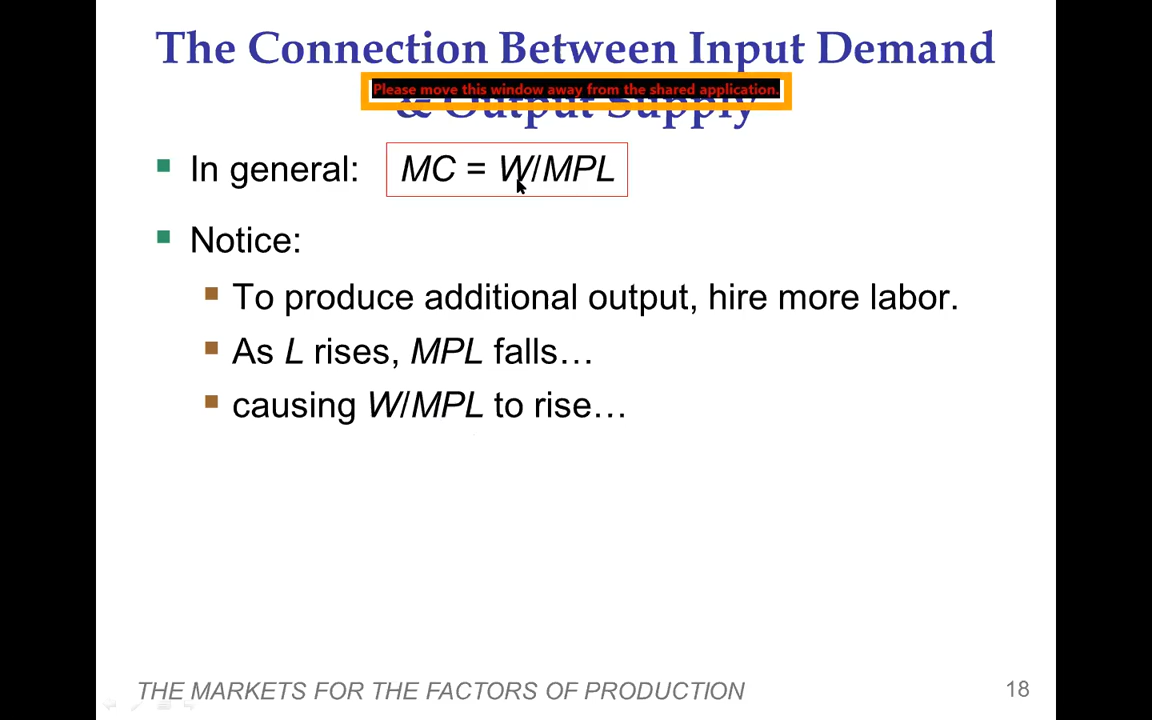 The Connection Between Input Demand
Please move this window away from the shared application.
& Output Supply
In general: MC = W/MPL
Notice:
To produce additional output, hire more labor.
As L rises, MPL falls…
causing W/MPL to rise…
THE MARKETS FOR THE FACTORS OF PRODUCTION 18